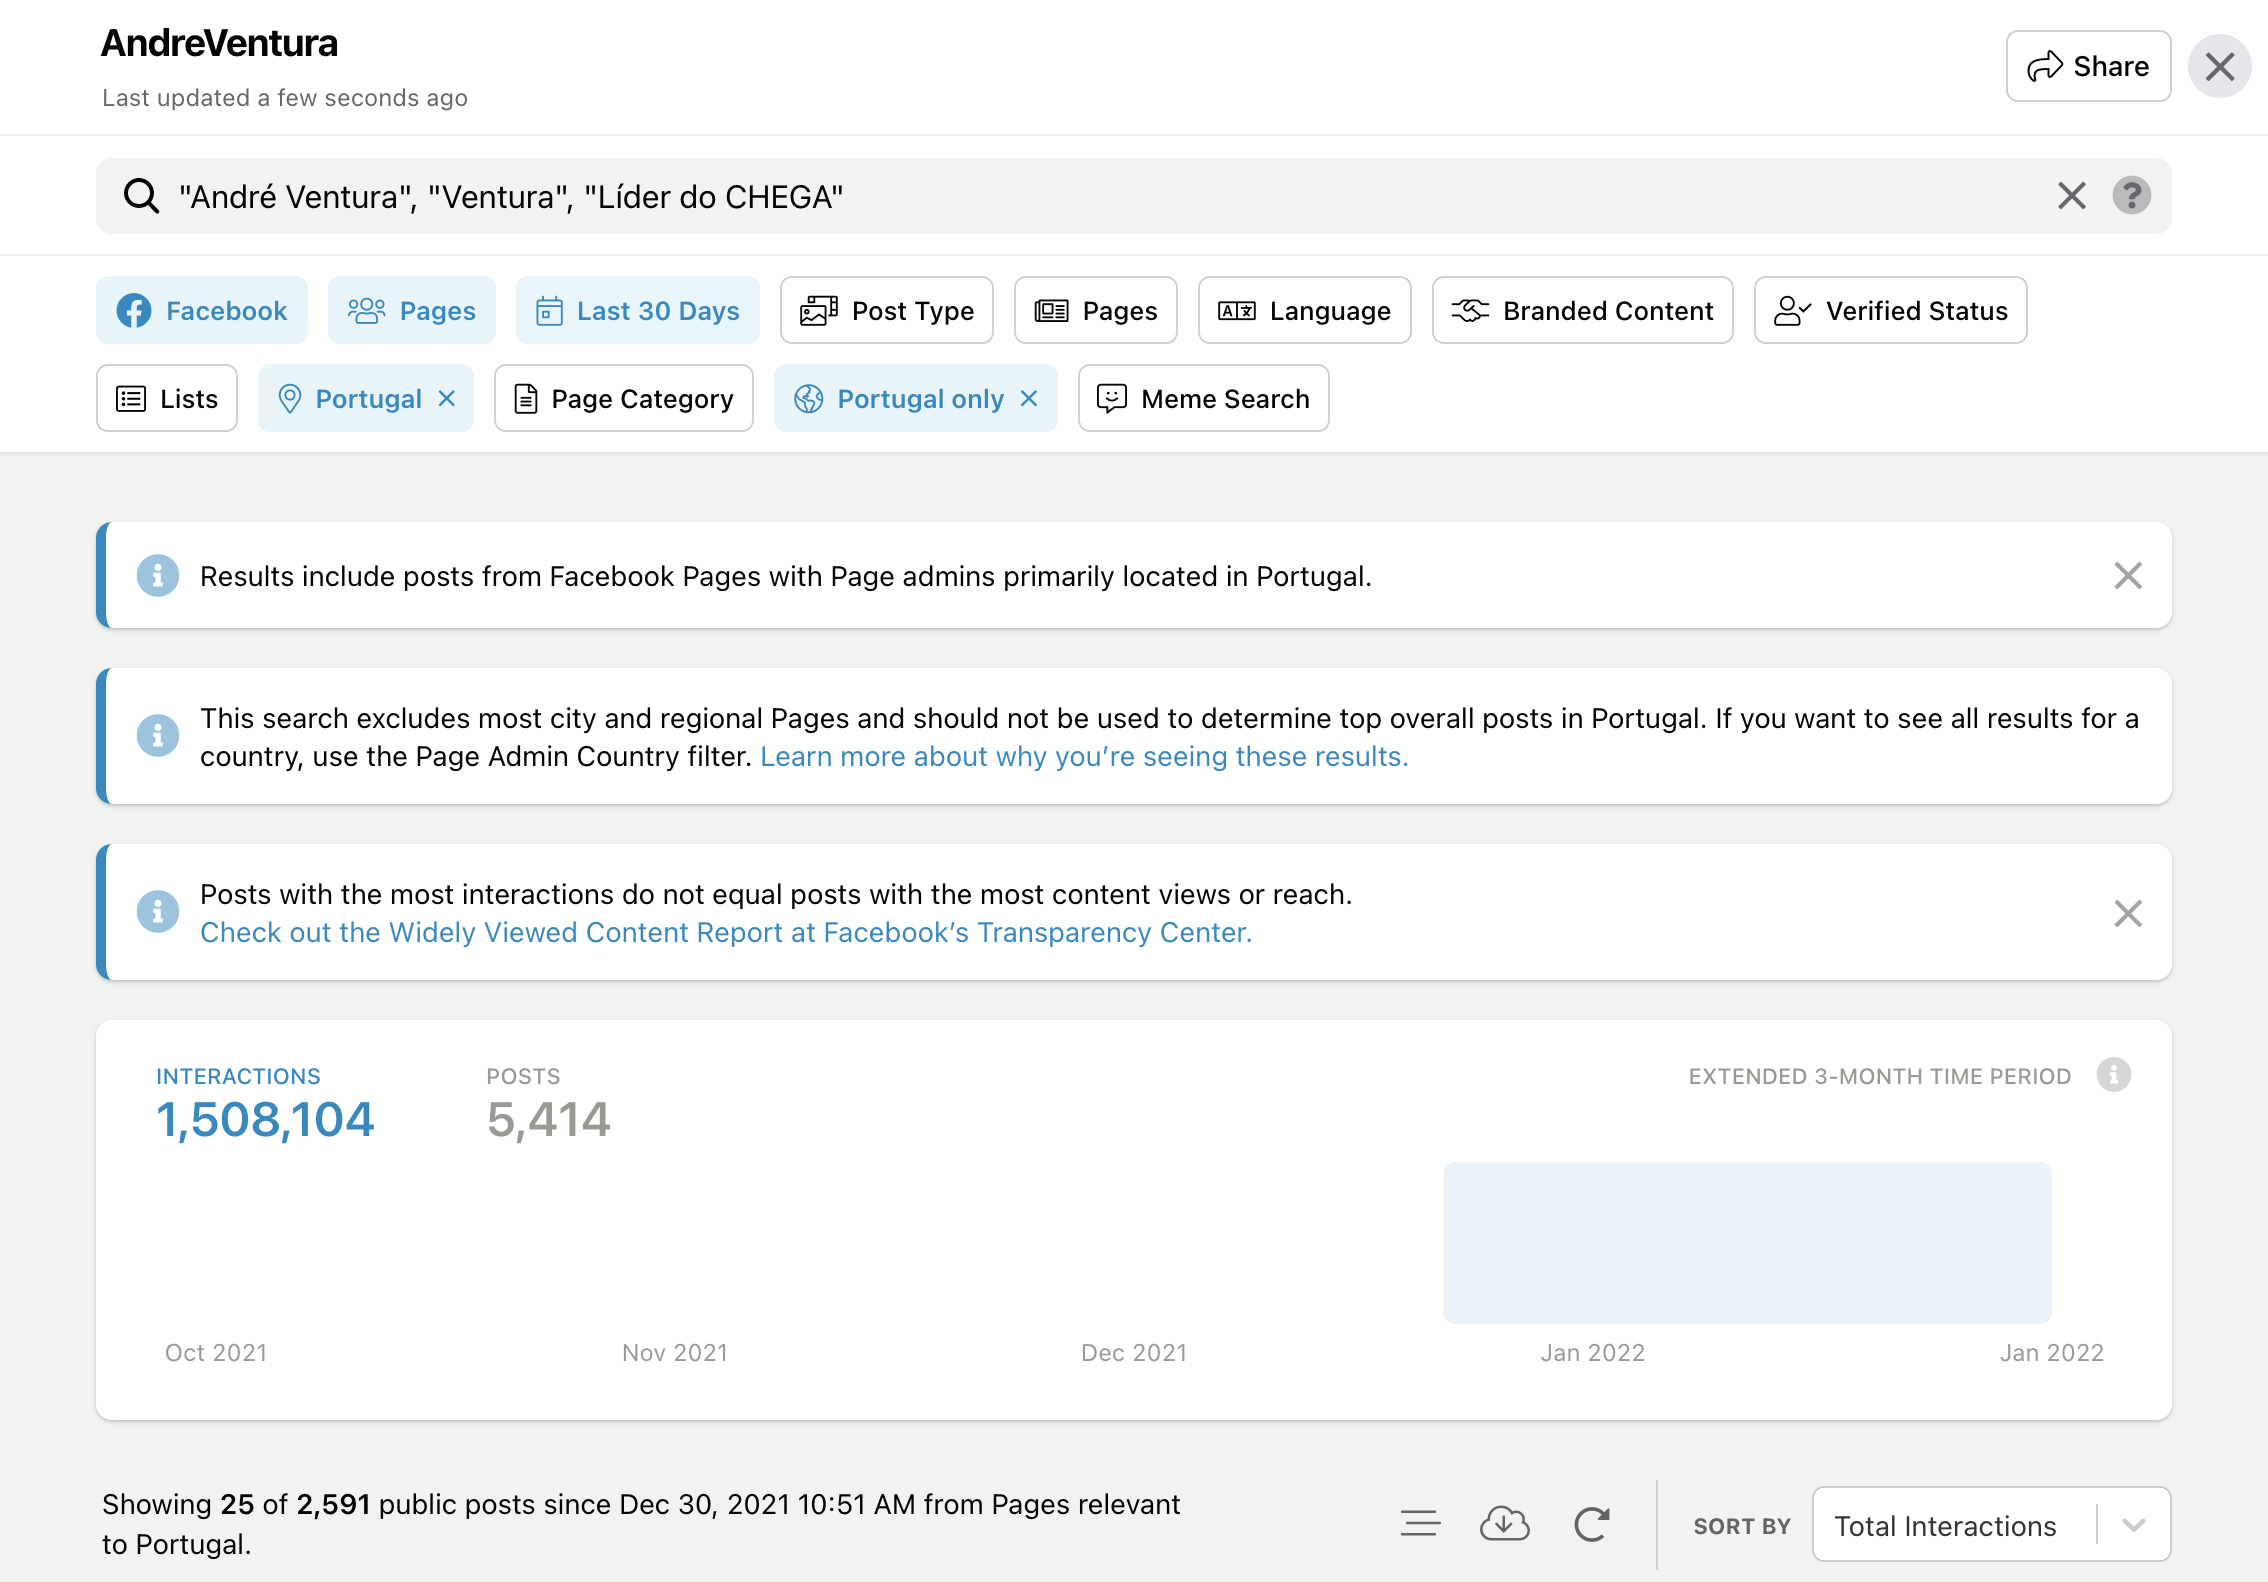 AndreVentura
Last updated a few seconds ago
Share
"André Ventura", "Ventura", "Líder do CHEGA"
Facebook
Pages
Last 30 Days
Post Type
Pages
Language
Branded Content
Verified Status
Lists
Portugal
Page Category
Portugal only
Meme Search
Results include posts from Facebook Pages with Page admins primarily located in Portugal.
This search excludes most city and regional Pages and should not be used to determine top overall posts in Portugal. If you want to see all results for a
country, use the Page Admin Country filter. Learn more about why you’re seeing these results.
Posts with the most interactions do not equal posts with the most content views or reach.
Check out the Widely Viewed Content Report at Facebook’s Transparency Center.
INTERACTIONS
1,508,104
POSTS
5,414
EXTENDED 3-MONTH TIME PERIOD
Oct 2021
Nov 2021
Dec 2021
Jan 2022
Jan 2022
Showing 25 of 2,591 public posts since Dec 30, 2021 10:51 AM from Pages relevant
to Portugal.
SORT BY
Total Interactions